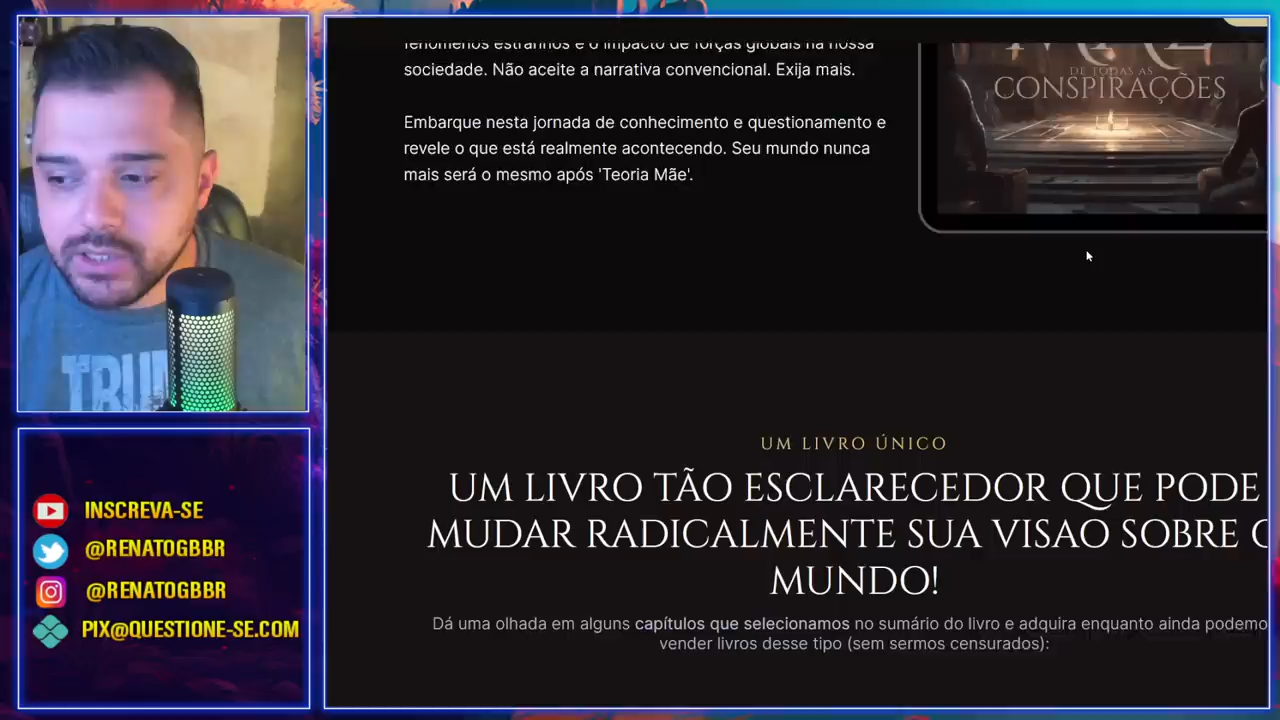 fenômenos estranhos e o impacto de forças globais na nossa
sociedade. Não aceite a narrativa convencional. Exija mais.
Embarque nesta jornada de conhecimento e questionamento e
revele o que está realmente acontecendo. Seu mundo nunca
mais será o mesmo após 'Teoria Mãe'.
DE TODAS AS
CONSPIRAÇÕES
UM LIVRO ÚNICO
UM LIVRO TÃO ESCLARECEDOR QUE PODE
MUDAR RADICALMENTE SUA VISAO SOBRE
MUNDO!
Dá uma olhada em alguns capítulos que selecionamos no sumário do livro e adquira enquanto ainda podemo
vender livros desse tipo (sem sermos censurados):
INSCREVA-SE
@RENATOGBBR
@RENATOGBBR
PIX@QUESTIONE-SE.COM